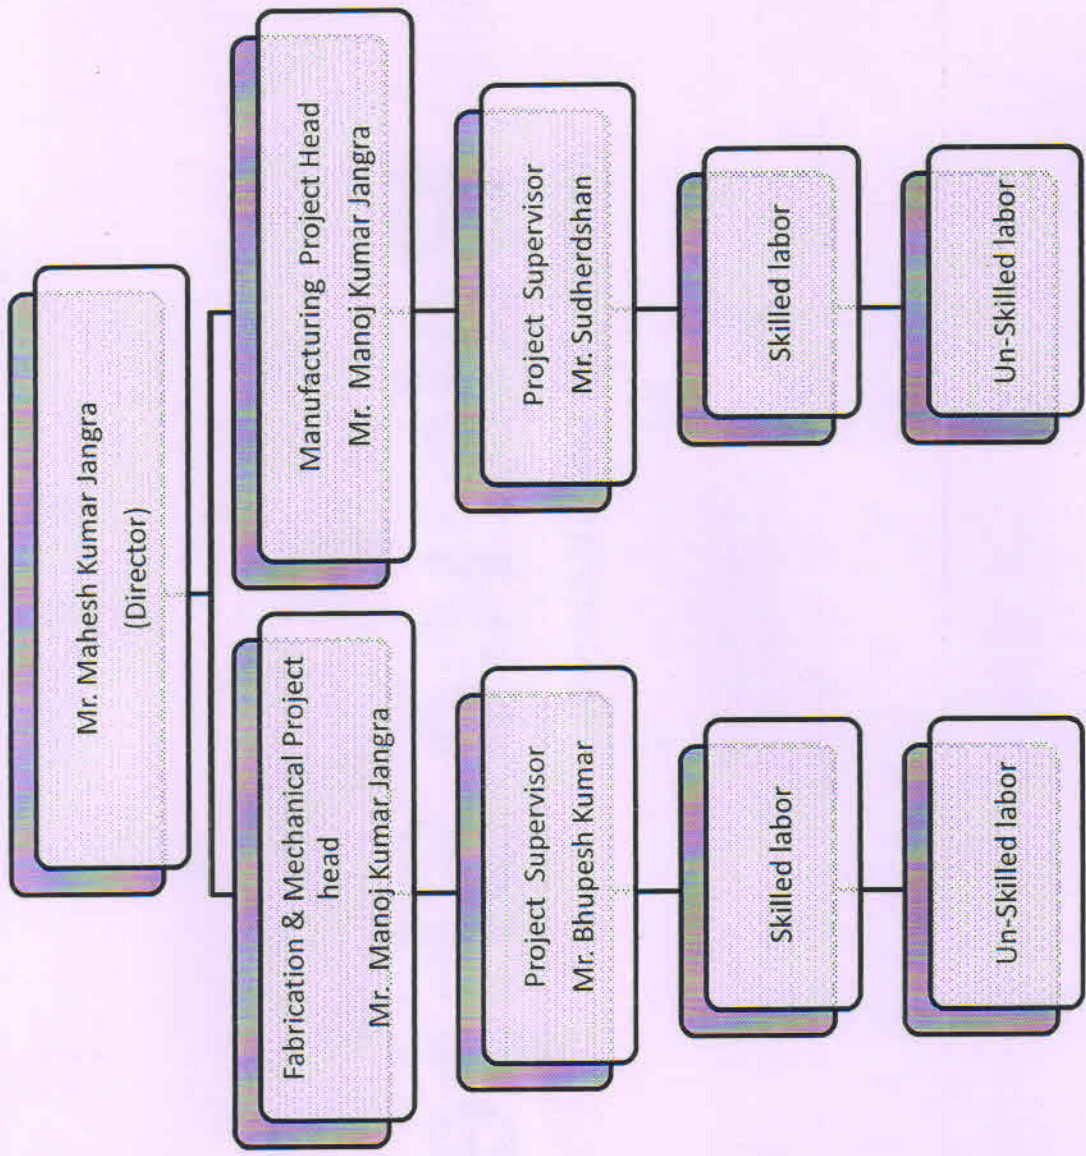 Mr. Mahesh Kumar Jangra
(Director)
Fabrication & Mechanical Project
head
Mr. Manoj Kumar Jangra
Manufacturing Project Head
Mr. Manoj Kumar Jangra
Project Supervisor
Mr. Bhupesh Kumar
Project Supervisor
Mr. Sudherdshan
Skilled labor
Skilled labor
Un-Skilled labor
Un-Skilled labor